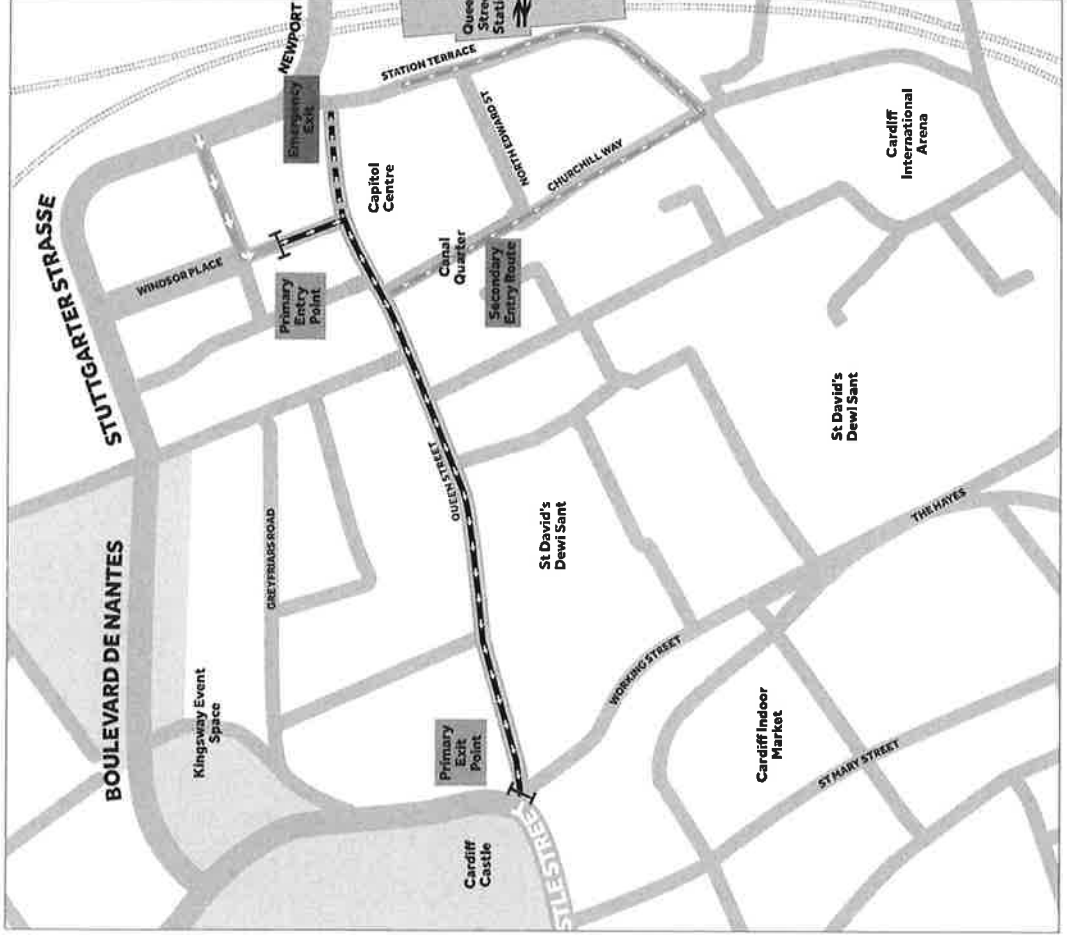 NEWPORT
Emergency
Exit
STATION TERRACE
NORTH EDWARD ST
CHURCHILL WAY
Cardiff
International
Arena
Capitol
Centre
Canal
Quarter
Secondary
Entry Route
STUTTGARTER STRASSE
WINDSOR PLACE
Primary
Entry
Point
St David's
Dewi Sant
QUEEN STREET
GREYFRIARS ROAD
THE HAYES
St David's
Dewi Sant
BOULEVARD DE NANTES
Kingsway Event
Space
WORKING STREET
Primary
Exit
Point
Cardiff Indoor
Market
ST MARY STREET
Cardiff
Castle
STLE STREET
Quee
Stre
Stati